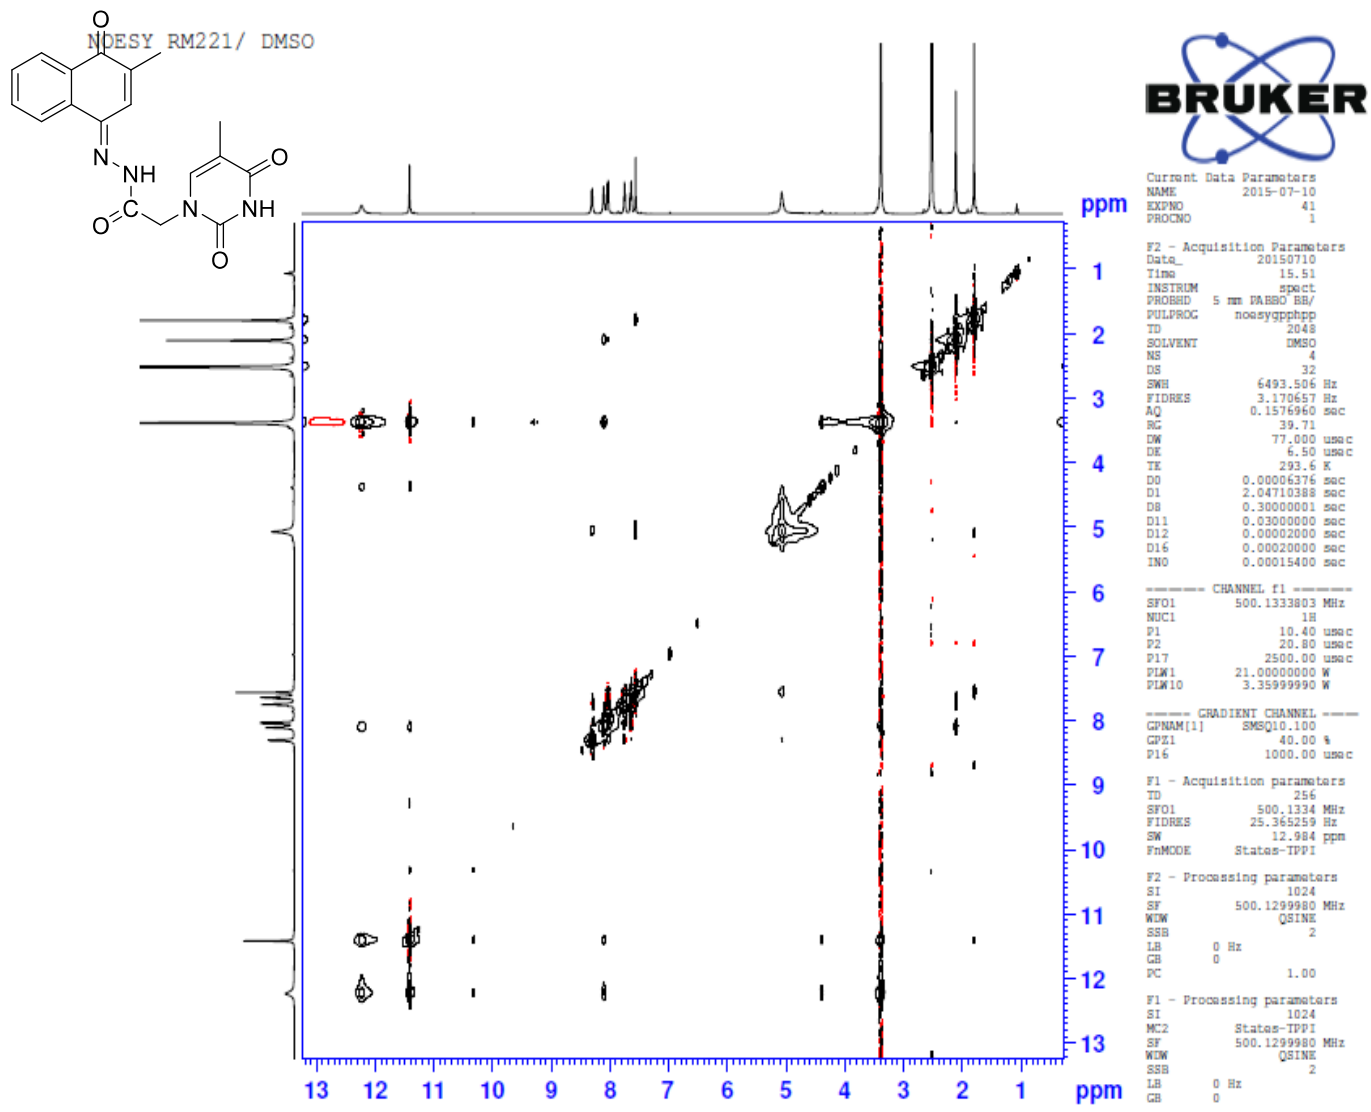 NOESY RM221/ DMSO
O
N
NH
O
N
O
NH
O
BRUKER
Current Data Parameters
NAME 2015-07-10
EXPNO 41
PROCNO 1
F2 - Acquisition Parameters
Date_ 20150710
Time 15.51
INSTRUM spect
PROBHD 5 mm PABBO BB/
PULPROG noesygpphpp
TD 2048
SOLVENT DMSO
NS 4
DS 32
SWH 6493.506 Hz
FIDRES 3.170657 Hz
AQ 0.1576960 sec
RG 39.71
DW 77.000 usec
DE 6.50 usec
TE 293.6 K
D0 0.00006376 sec
D1 2.04710388 sec
D8 0.30000001 sec
D11 0.03000000 sec
D12 0.00002000 sec
D16 0.00020000 sec
IN0 0.00015400 sec
======== CHANNEL f1 ========
SFO1 500.1333803 MHz
NUC1 1H
P1 10.40 usec
P2 20.80 usec
P17 2500.00 usec
PLW1 21.00000000 W
PLW10 3.35999990 W
====== GRADIENT CHANNEL =====
GPNAM[1] SMSQ10.100
GPZ1 40.00 %
P16 1000.00 usec
F1 - Acquisition parameters
TD 256
SFO1 500.1334 MHz
FIDRES 25.365259 Hz
SW 12.984 ppm
FnMODE States-TPPI
F2 - Processing parameters
SI 1024
SF 500.1299980 MHz
WDW QSINE
SSB 2
LB 0 Hz
GB 0
PC 1.00
F1 - Processing parameters
SI 1024
MC2 States-TPPI
SF 500.1299980 MHz
WDW QSINE
SSB 2
LB 0 Hz
GB 0
ppm
1
2
3
4
5
6
7
8
9
10
11
12
13
13 12 11 10 9 8 7 6 5 4 3 2 1 ppm